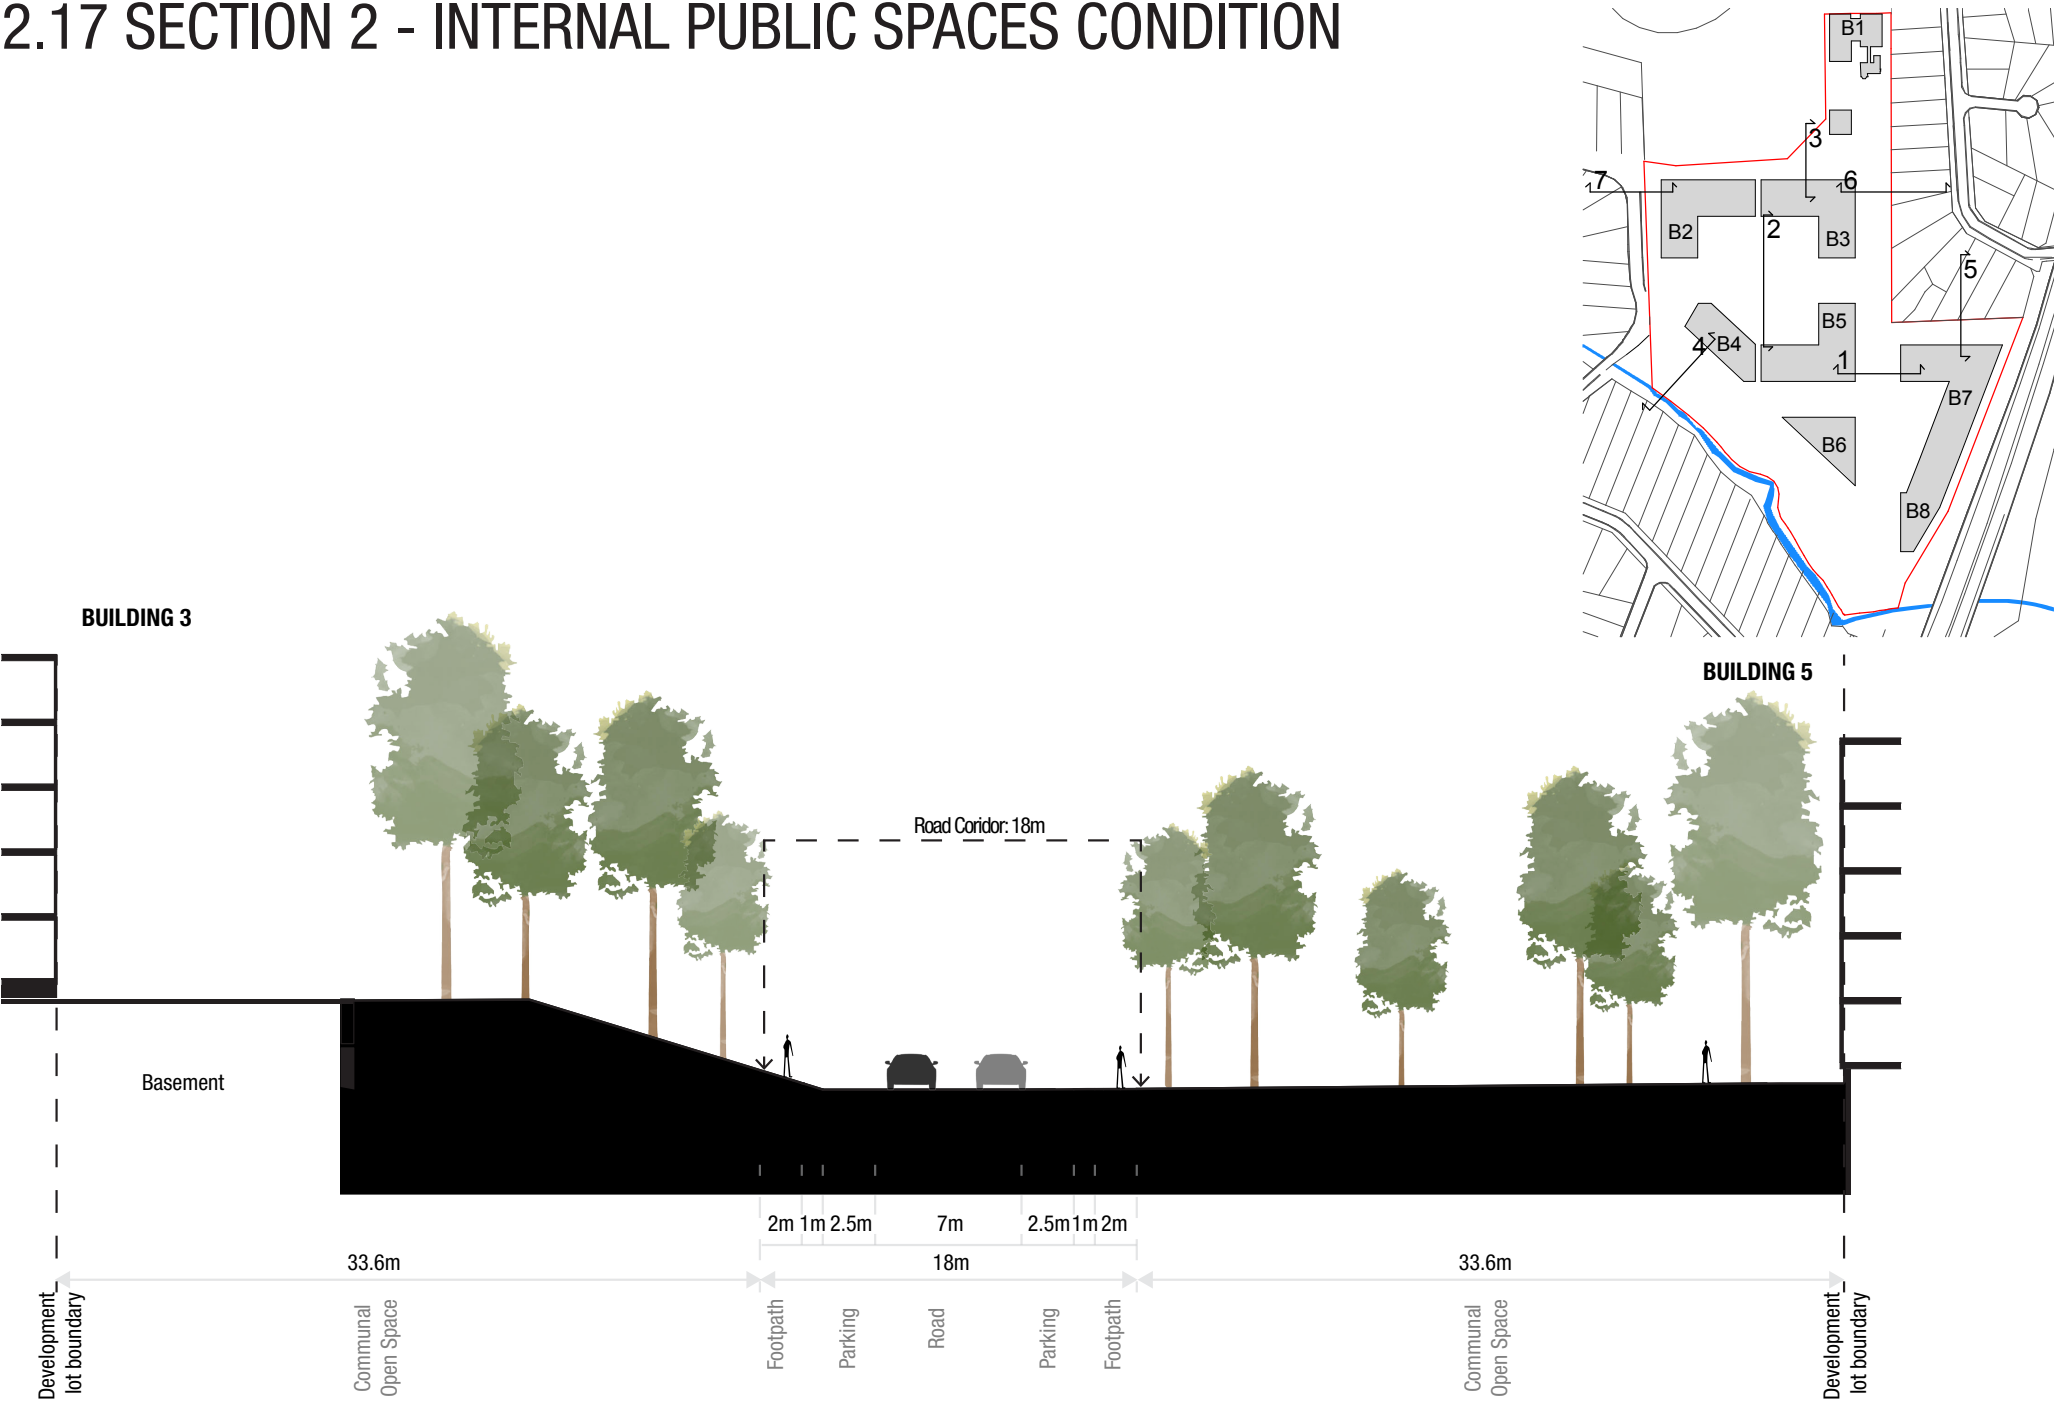 2.17 SECTION 2 - INTERNAL PUBLIC SPACES CONDITION
B1
3
7
6
B2
2
B3
5
B5
4
B4
1
B7
B6
B8
BUILDING 3
BUILDING 5
Road Coridor: 18m
Basement
2m 1m 2.5m 7m 2.5m 1m 2m
33.6m 18m 33.6m
Development
lot boundary
Communal
Open Space
Footpath
Parking
Road
Parking
Footpath
Communal
Open Space
Development
lot boundary